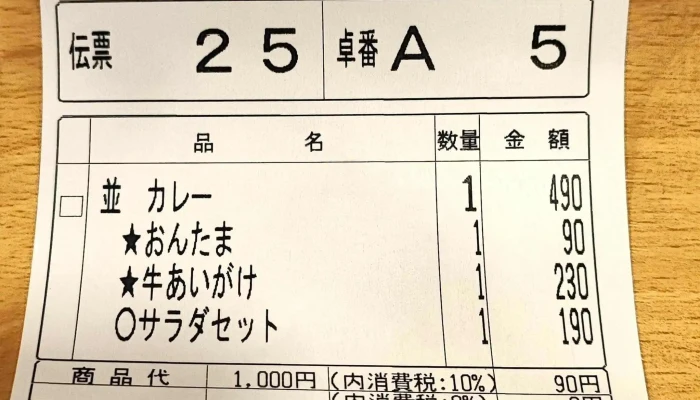 伝票 25 卓番 A 5
品名 数量 金額
並 カレー 1 490
★おんたま 1 90
★牛あいがけ 1 230
○サラダセット 1 190
商品代 1,000円 (内消費税:10%) 90円